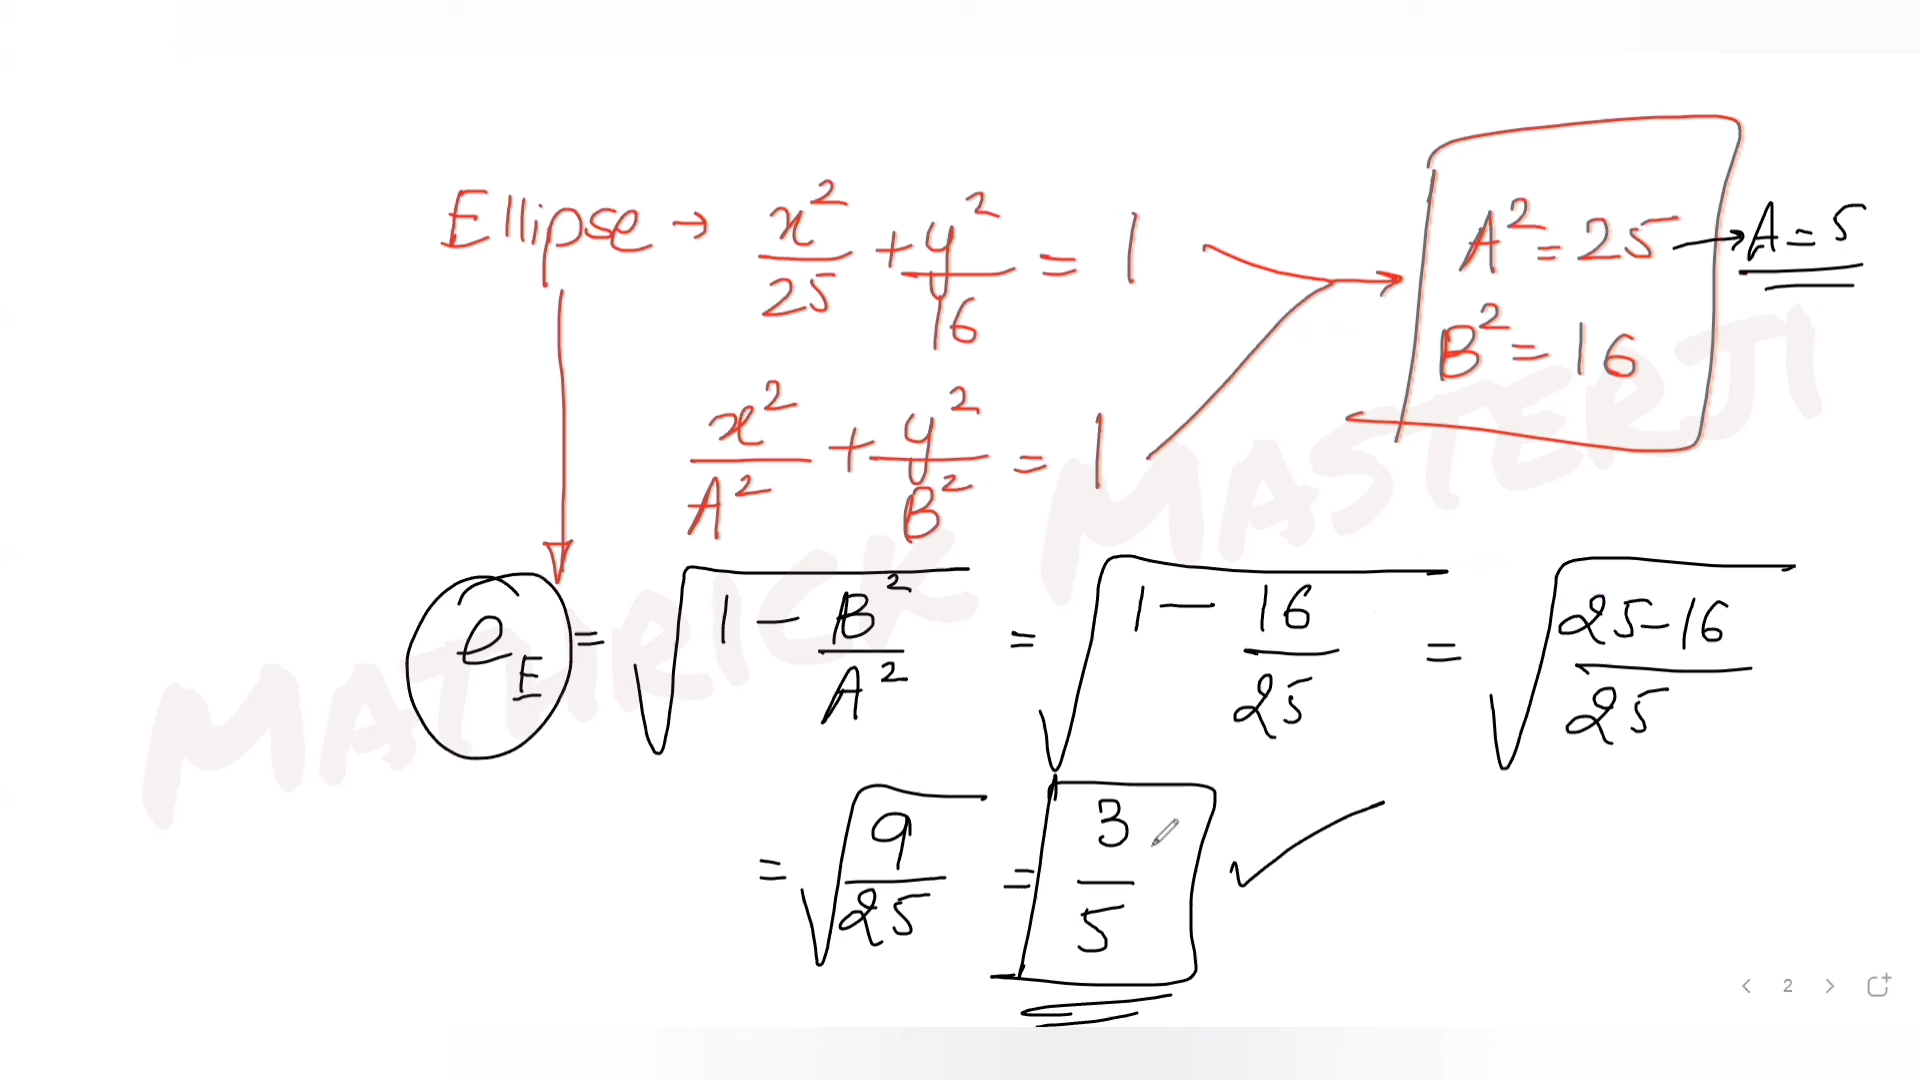 Ellipse → x²/25 + y²/16 = 1
A² = 25 → A = 5
B² = 16
x²/A² + y²/B² = 1
e_E = √(1 - B²/A²) = √(1 - 16/25) = √((25-16)/25)
= √(9/25) = 3/5 ✓
MATHRICK MASTERJI
< 2 >